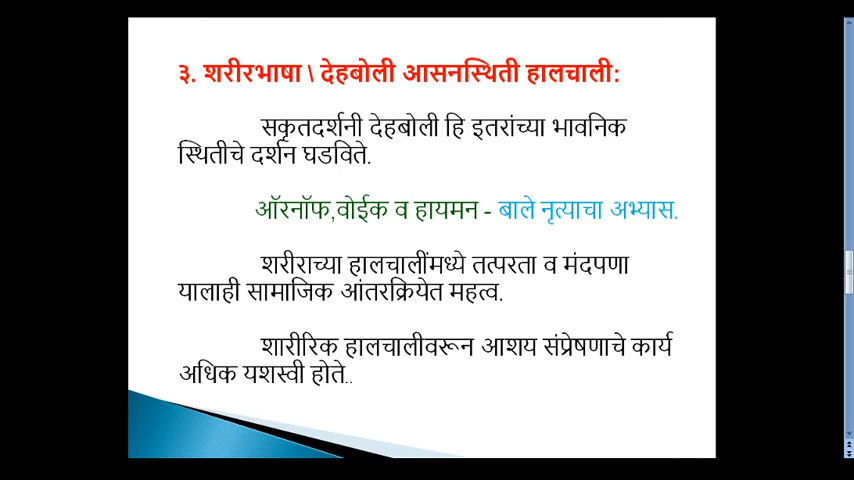 ३. शरीरभाषा \ देहबोली आसनस्थिती हालचाली:
सकृतदर्शनी देहबोली हि इतरांच्या भावनिक
स्थितीचे दर्शन घडविते.
ऑरनॉफ,वोईक व हायमन - बाले नृत्याचा अभ्यास.
शरीराच्या हालचालींमध्ये तत्परता व मंदपणा
यालाही सामाजिक आंतरक्रियेत महत्व.
शारीरिक हालचालीवरून आशय संप्रेषणाचे कार्य
अधिक यशस्वी होते..